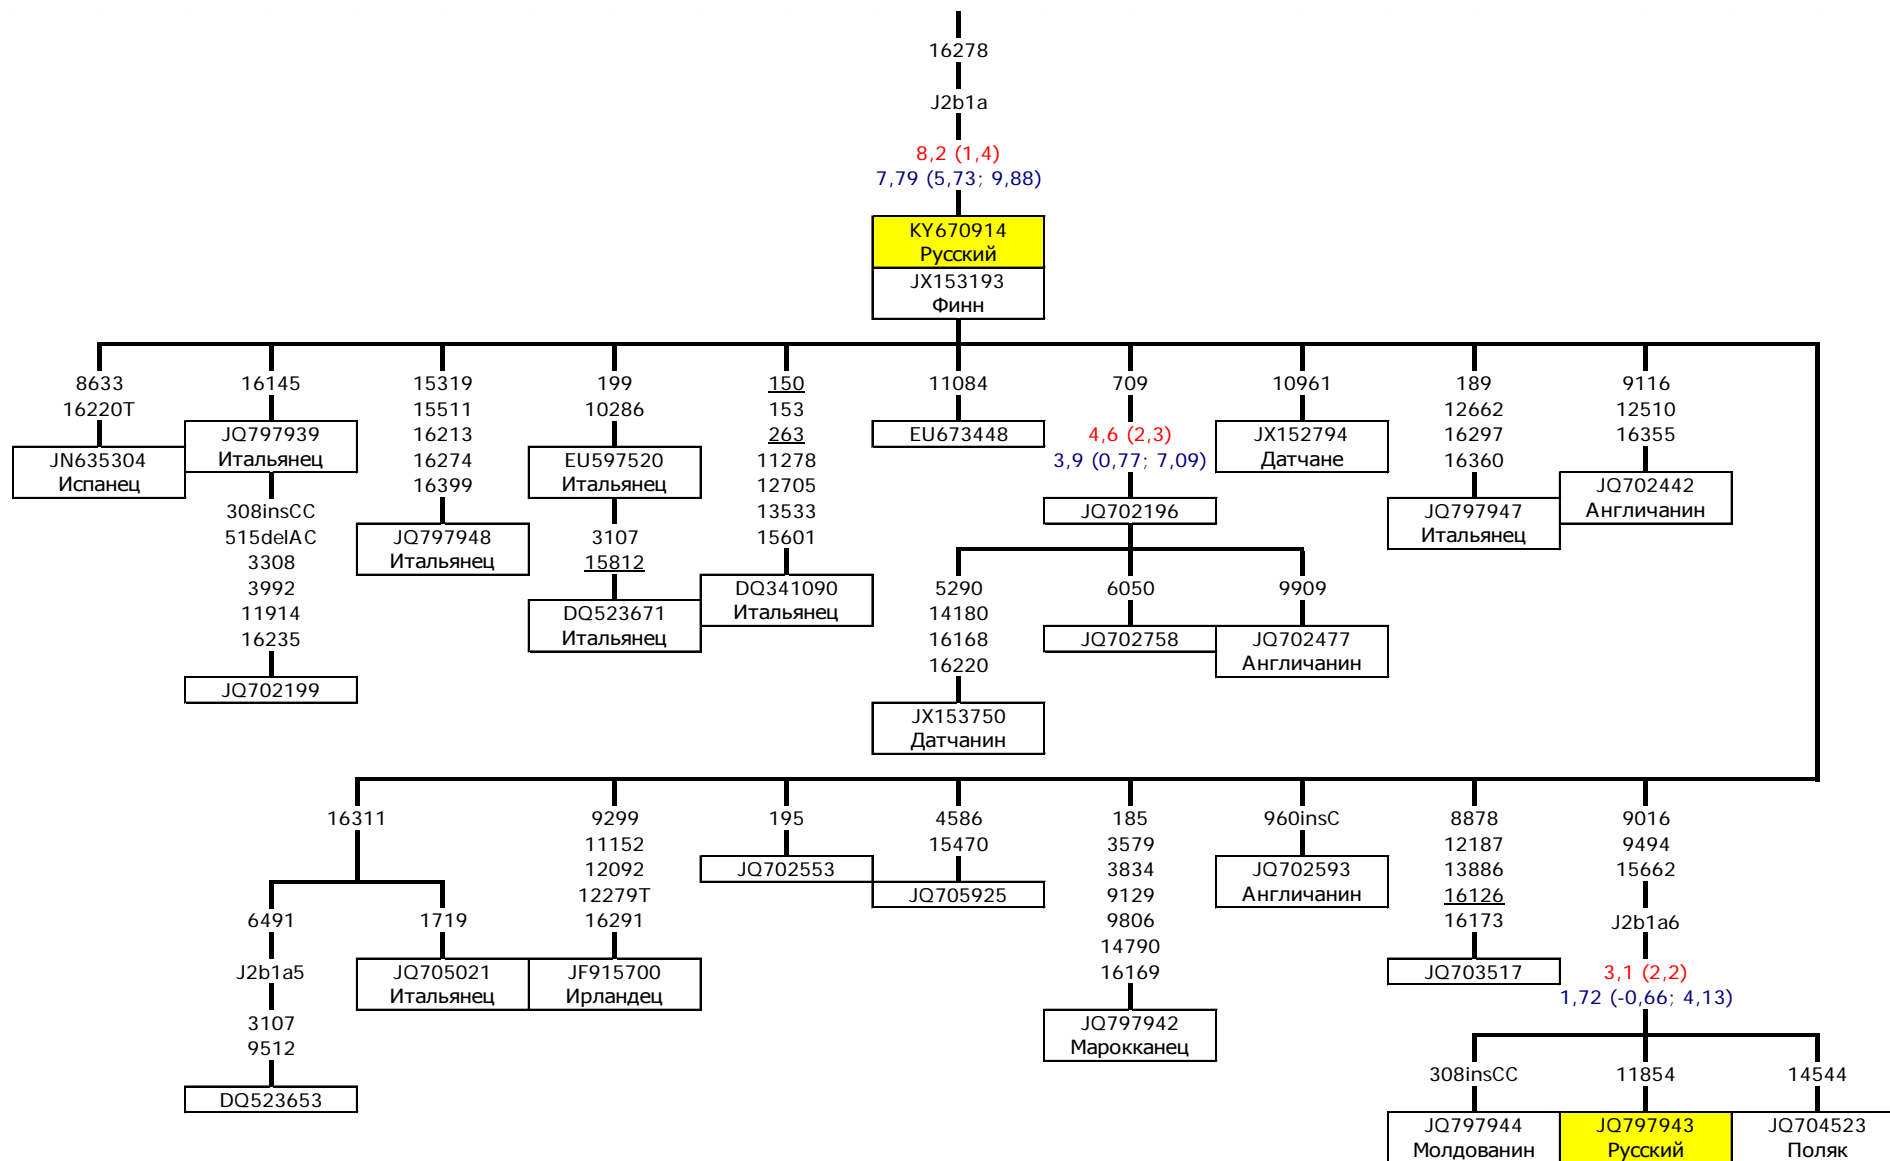 16278
J2b1a
8,2 (1,4)
7,79 (5,73; 9,88)
KY670914
Русский
JX153193
Финн
8633
16220T
JN635304
Испанец
16145
JQ797939
Итальянец
308insCC
515delAC
3308
3992
11914
16235
JQ702199
15319
15511
16213
16274
16399
JQ797948
Итальянец
199
10286
EU597520
Итальянец
3107
15812
DQ523671
Итальянец
150
153
263
11278
12705
13533
15601
DQ341090
Итальянец
11084
EU673448
709
4,6 (2,3)
3,9 (0,77; 7,09)
JQ702196
5290
14180
16168
16220
JX153750
Датчанин
6050
JQ702758
9909
JQ702477
Англичанин
10961
JX152794
Датчане
189
12662
16297
16360
JQ797947
Итальянец
9116
12510
16355
JQ702442
Англичанин
16311
6491
J2b1a5
3107
9512
DQ523653
1719
JQ705021
Итальянец
9299
11152
12092
12279T
16291
JF915700
Ирландец
195
JQ702553
4586
15470
JQ705925
185
3579
3834
9129
9806
14790
16169
JQ797942
Марокканец
960insC
JQ702593
Англичанин
8878
12187
13886
16126
16173
JQ703517
9016
9494
15662
J2b1a6
3,1 (2,2)
1,72 (-0,66; 4,13)
308insCC
JQ797944
Молдованин
11854
JQ797943
Русский
14544
JQ704523
Поляк